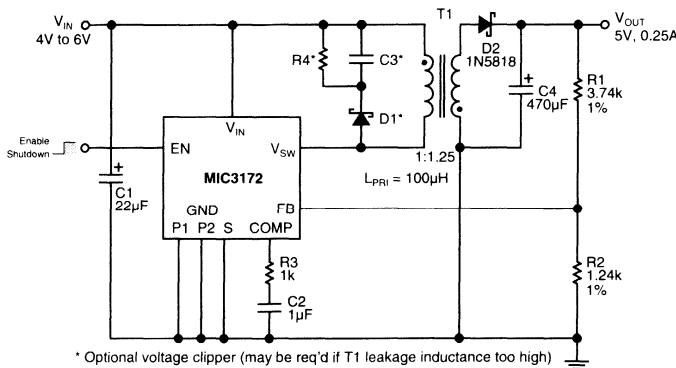 T1
VIN
4V to 6V
VOUT
5V, 0.25A
D2
1N5818
R4*
C3*
R1
3.74k
1%
C4
470µF
D1*
VIN
Enable
Shutdown
EN
VSW
1:1.25
MIC3172
LPRI = 100µH
C1
22µF
GND
FB
P1 P2 S COMP
R3
1k
R2
1.24k
1%
C2
1µF
* Optional voltage clipper (may be req'd if T1 leakage inductance too high)